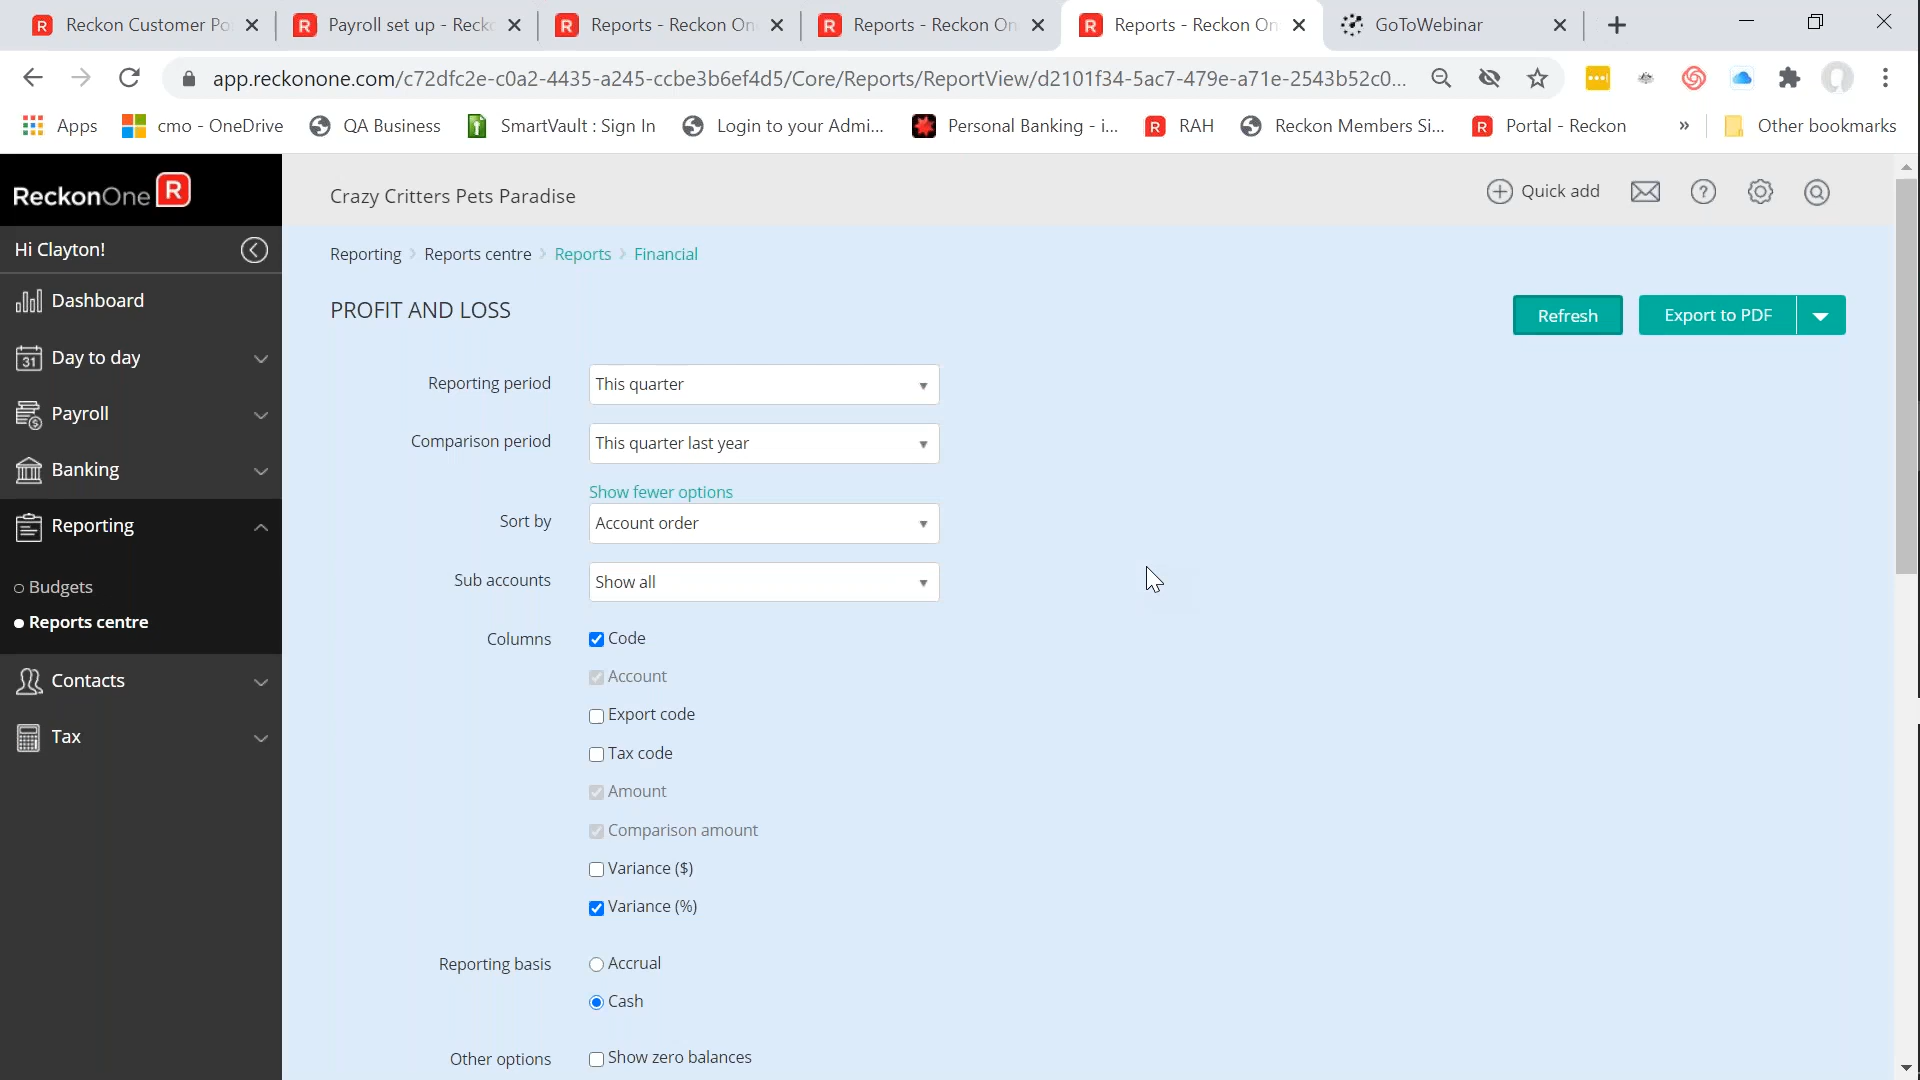 Reckon Customer Po
Payroll set up - Reck
Reports - Reckon On
Reports - Reckon On
Reports - Reckon On
GoToWebinar
app.reckonone.com/c72dfc2e-c0a2-4435-a245-ccbe3b6ef4d5/Core/Reports/ReportView/d2101f34-5ac7-479e-a71e-2543b52c0...
Apps
cmo - OneDrive
QA Business
SmartVault : Sign In
Login to your Admi...
Personal Banking - i...
RAH
Reckon Members Si...
Portal - Reckon
»
Other bookmarks
ReckonOne R
Crazy Critters Pets Paradise
Quick add
Hi Clayton!
Dashboard
31 Day to day
Payroll
Banking
Reporting
Budgets
Reports centre
Contacts
Tax
Reporting > Reports centre > Reports > Financial
PROFIT AND LOSS
Refresh
Export to PDF
Reporting period This quarter
Comparison period This quarter last year
Show fewer options
Sort by Account order
Sub accounts Show all
Columns Code
Account
Export code
Tax code
Amount
Comparison amount
Variance ($)
Variance (%)
Reporting basis Accrual
Cash
Other options Show zero balances